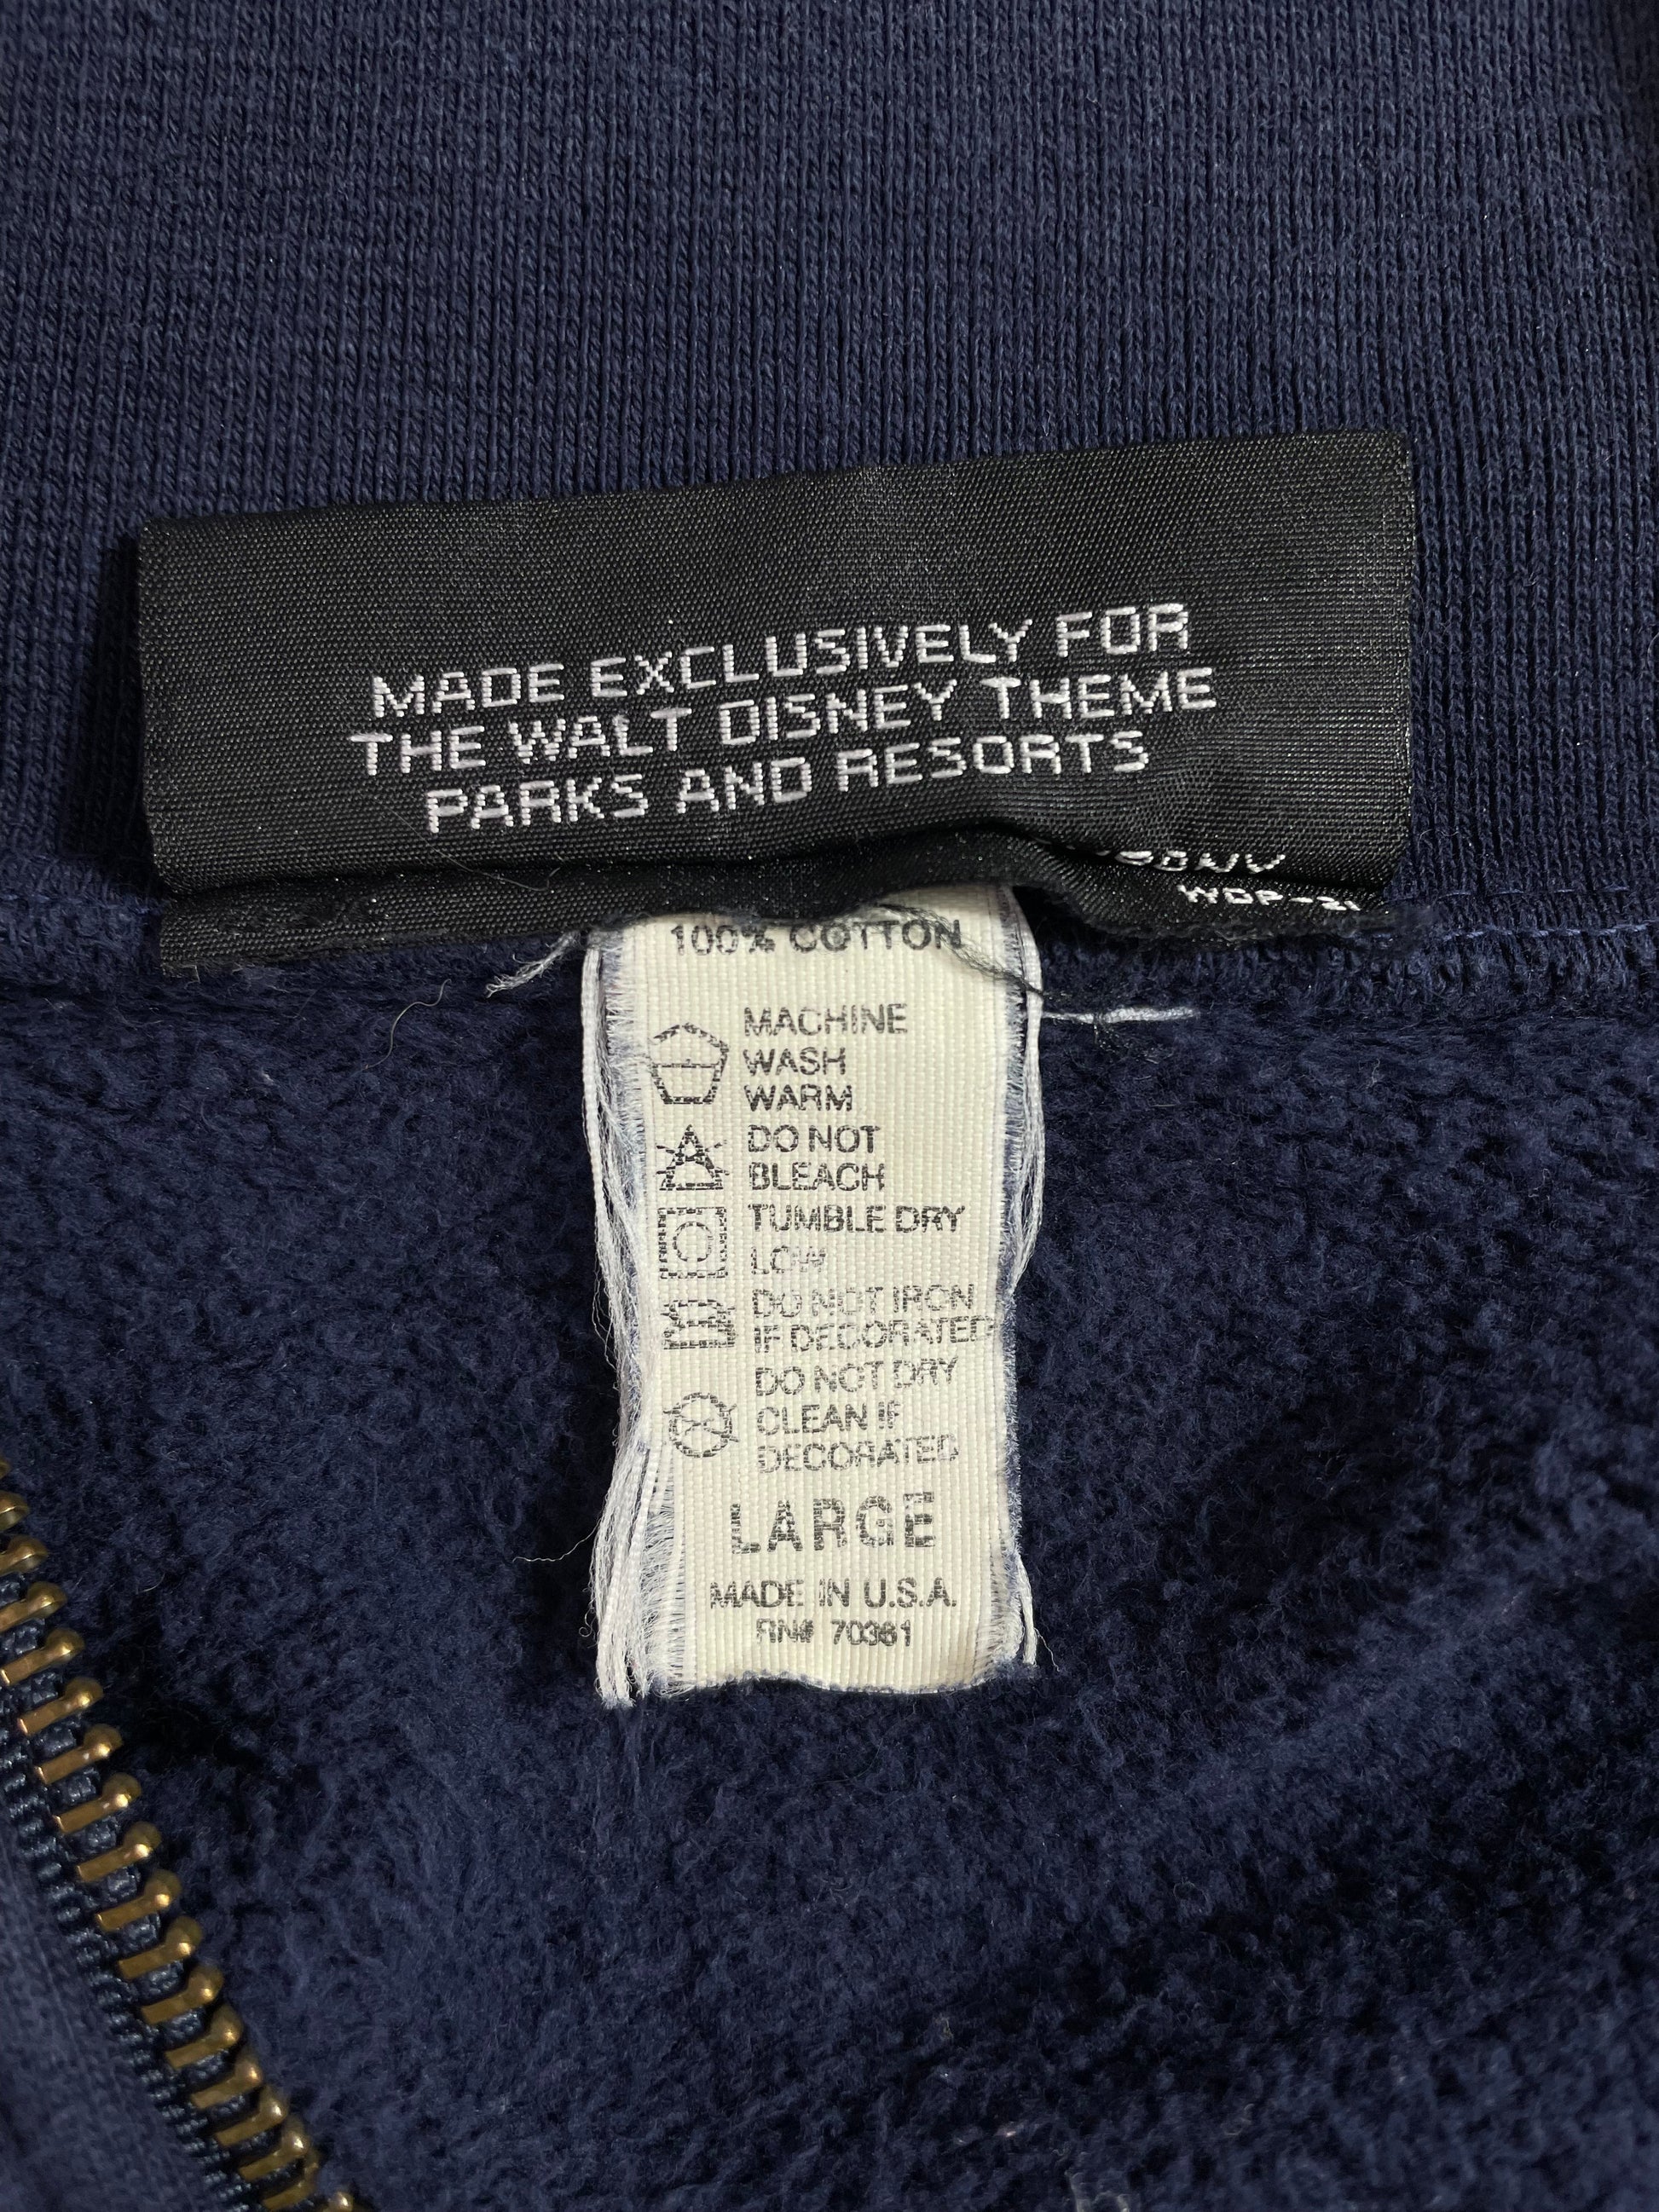 MADE EXCLUSIVELY FOR
THE WALT DISNEY THEME
PARKS AND RESORTS
100% COTTON
MACHINE
WASH
WARM
DO NOT
BLEACH
TUMBLE DRY
LOW
DO NOT IRON
IF DECORATED
DO NOT DRY
CLEAN IF
DECORATED
LARGE
MADE IN U.S.A.
RN# 70361